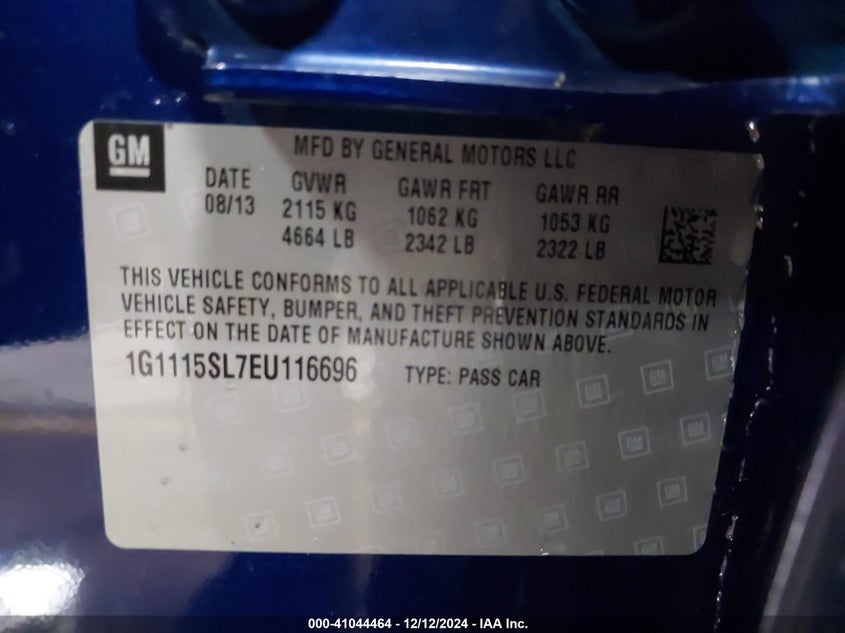 GM
MFD BY GENERAL MOTORS LLC
DATE GVWR GAWR FRT GAWR RR
08/13 2115 KG 1062 KG 1053 KG
4664 LB 2342 LB 2322 LB
THIS VEHICLE CONFORMS TO ALL APPLICABLE U.S. FEDERAL MOTOR
VEHICLE SAFETY, BUMPER, AND THEFT PREVENTION STANDARDS IN
EFFECT ON THE DATE OF MANUFACTURE SHOWN ABOVE.
1G1115SL7EU116696 TYPE: PASS CAR
000-41044464 - 12/12/2024 - IAA Inc.